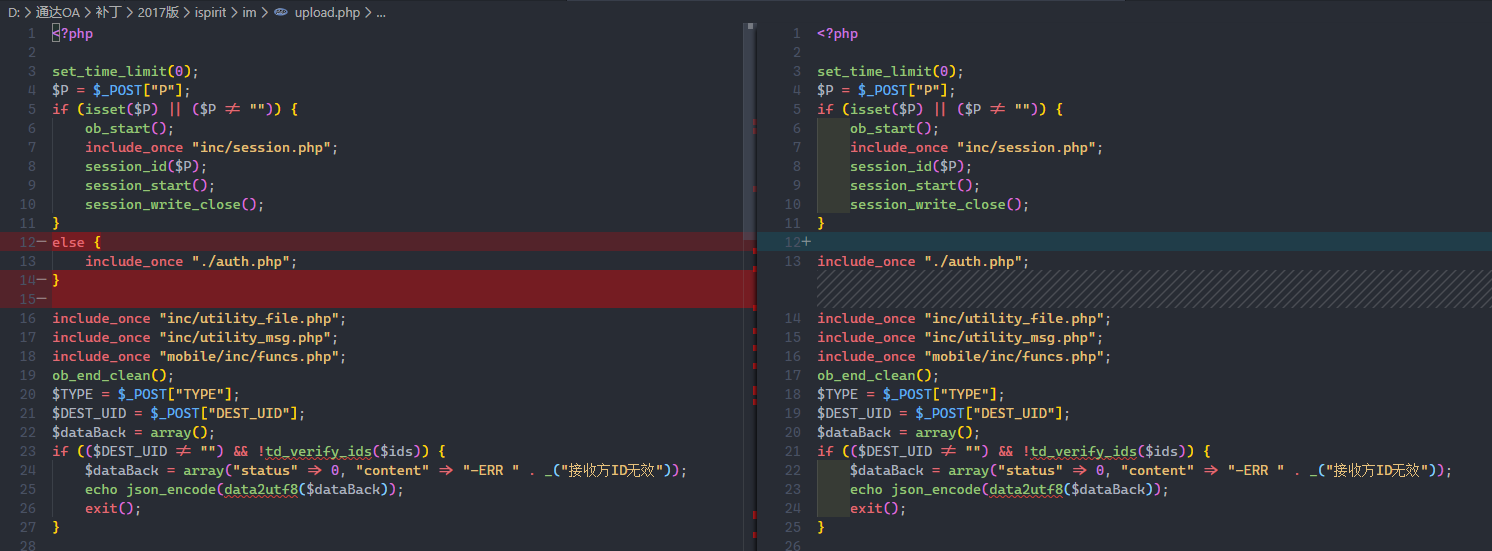 D: > 通达OA > 补丁 > 2017版 > ispirit > im > upload.php > ...
1 <?php
2
3 set_time_limit(0);
4 $P = $_POST["P"];
5 if (isset($P) || ($P ≠ "")) {
6 ob_start();
7 include_once "inc/session.php";
8 session_id($P);
9 session_start();
10 session_write_close();
11 }
12− else {
13 include_once "./auth.php";
14− }
15−
16 include_once "inc/utility_file.php";
17 include_once "inc/utility_msg.php";
18 include_once "mobile/inc/funcs.php";
19 ob_end_clean();
20 $TYPE = $_POST["TYPE"];
21 $DEST_UID = $_POST["DEST_UID"];
22 $dataBack = array();
23 if (($DEST_UID ≠ "") && !td_verify_ids($ids)) {
24 $dataBack = array("status" ⇒ 0, "content" ⇒ "-ERR " . _("接收方ID无效"));
25 echo json_encode(data2utf8($dataBack));
26 exit();
27 }
28
1 <?php
2
3 set_time_limit(0);
4 $P = $_POST["P"];
5 if (isset($P) || ($P ≠ "")) {
6 ob_start();
7 include_once "inc/session.php";
8 session_id($P);
9 session_start();
10 session_write_close();
11 }
12+
13 include_once "./auth.php";
14 include_once "inc/utility_file.php";
15 include_once "inc/utility_msg.php";
16 include_once "mobile/inc/funcs.php";
17 ob_end_clean();
18 $TYPE = $_POST["TYPE"];
19 $DEST_UID = $_POST["DEST_UID"];
20 $dataBack = array();
21 if (($DEST_UID ≠ "") && !td_verify_ids($ids)) {
22 $dataBack = array("status" ⇒ 0, "content" ⇒ "-ERR " . _("接收方ID无效"));
23 echo json_encode(data2utf8($dataBack));
24 exit();
25 }
26